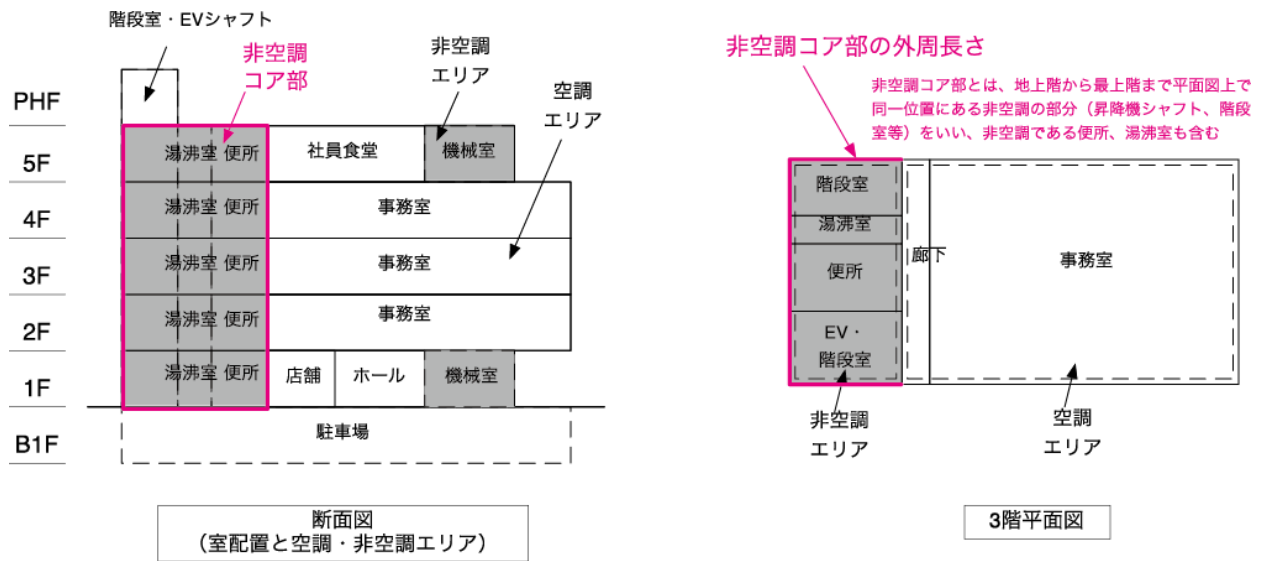 階段室・EVシャフト
非空調
コア部
非空調
エリア
空調
エリア
PHF
5F
4F
3F
2F
1F
B1F
湯沸室 便所
社員食堂
機械室
湯沸室 便所
事務室
湯沸室 便所
事務室
湯沸室 便所
事務室
湯沸室 便所
店舗
ホール
機械室
駐車場
断面図
（室配置と空調・非空調エリア）
非空調コア部の外周長さ
非空調コア部とは、地上階から最上階まで平面図上で
同一位置にある非空調の部分（昇降機シャフト、階段
室等）をいい、非空調である便所、湯沸室も含む
階段室
湯沸室
便所
廊下
事務室
EV・
階段室
非空調
エリア
空調
エリア
3階平面図